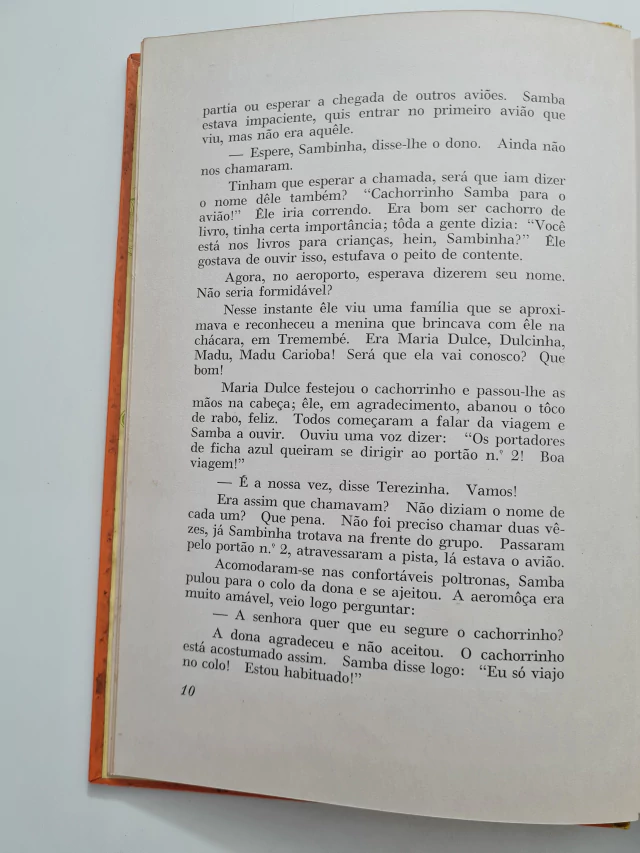 partia ou esperar a chegada de outros aviões. Samba
estava impaciente, quis entrar no primeiro avião que
viu, mas não era aquêle.
— Espere, Sambinha, disse-lhe o dono. Ainda não
nos chamaram.
Tinham que esperar a chamada, será que iam dizer
o nome dêle também? “Cachorrinho Samba para o
avião!” Êle iria correndo. Era bom ser cachorro de
livro, tinha certa importância; tôda a gente dizia: “Você
está nos livros para crianças, hein, Sambinha?” Êle
gostava de ouvir isso, estufava o peito de contente.
Agora, no aeroporto, esperava dizerem seu nome.
Não seria formidável?
Nesse instante êle viu uma família que se aproxi-
mava e reconheceu a menina que brincava com êle na
chácara, em Tremembé. Era Maria Dulce, Dulcinha,
Madu, Madu Carioba! Será que ela vai conosco? Que
bom!
Maria Dulce festejou o cachorrinho e passou-lhe as
mãos na cabeça; êle, em agradecimento, abanou o tôco
de rabo, feliz. Todos começaram a falar da viagem e
Samba a ouvir. Ouviu uma voz dizer: “Os portadores
de ficha azul queiram se dirigir ao portão n.º 2! Boa
viagem!”
— É a nossa vez, disse Terezinha. Vamos!
Era assim que chamavam? Não diziam o nome de
cada um? Que pena. Não foi preciso chamar duas vê-
zes, já Sambinha trotava na frente do grupo. Passaram
pelo portão n.º 2, atravessaram a pista, lá estava o avião.
Acomodaram-se nas confortáveis poltronas, Samba
pulou para o colo da dona e se ajeitou. A aeromôça era
muito amável, veio logo perguntar:
— A senhora quer que eu segure o cachorrinho?
A dona agradeceu e não aceitou. O cachorrinho
está acostumado assim. Samba disse logo: “Eu só viajo
no colo! Estou habituado!”
10